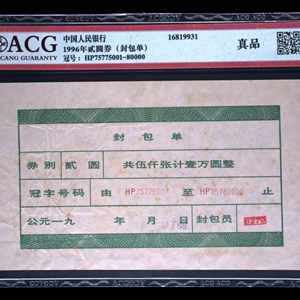 ACG
CANG GUARANTY
中国人民银行
1996年贰圆券（封包单）
冠号：HP75775001-80000
16819931
真品
封包单
券别 贰 圆 共伍仟张计壹万圆整
冠字号码 由 HP75775001 至 止
公元一九 年 月 日 封包员